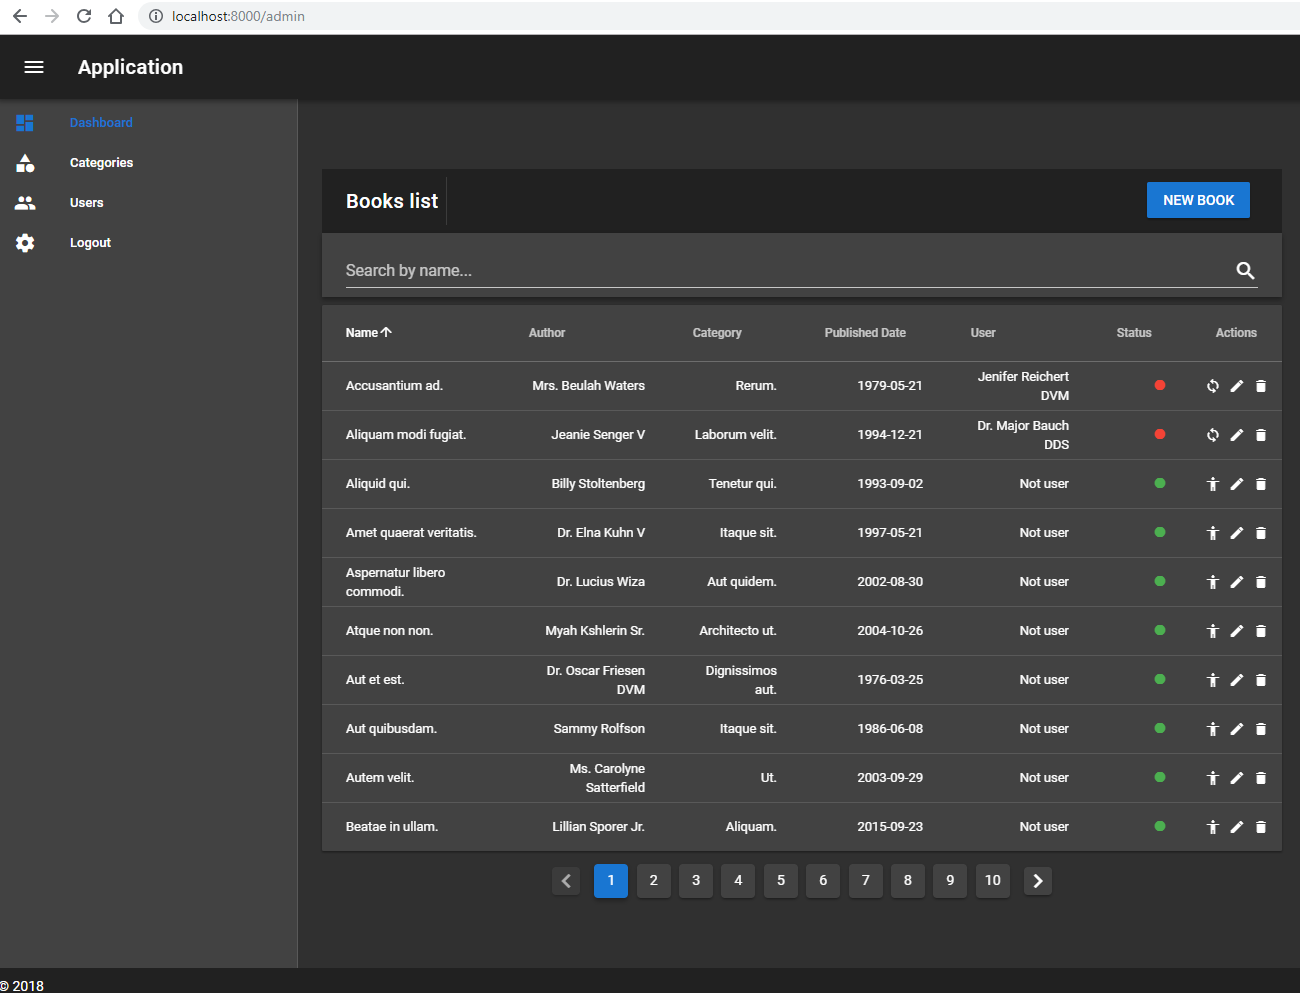 localhost:8000/admin
Application
Dashboard
Categories
Users
Logout
Books list
NEW BOOK
Search by name...
Name Author Category Published Date User Status Actions
Accusantium ad. Mrs. Beulah Waters Rerum. 1979-05-21 Jenifer Reichert
DVM
Aliquam modi fugiat. Jeanie Senger V Laborum velit. 1994-12-21 Dr. Major Bauch
DDS
Aliquid qui. Billy Stoltenberg Tenetur qui. 1993-09-02 Not user
Amet quaerat veritatis. Dr. Elna Kuhn V Itaque sit. 1997-05-21 Not user
Aspernatur libero
commodi. Dr. Lucius Wiza Aut quidem. 2002-08-30 Not user
Atque non non. Myah Kshlerin Sr. Architecto ut. 2004-10-26 Not user
Aut et est. Dr. Oscar Friesen
DVM Dignissimos
aut. 1976-03-25 Not user
Aut quibusdam. Sammy Rolfson Itaque sit. 1986-06-08 Not user
Autem velit. Ms. Carolyne
Satterfield Ut. 2003-09-29 Not user
Beatae in ullam. Lillian Sporer Jr. Aliquam. 2015-09-23 Not user
1 2 3 4 5 6 7 8 9 10
© 2018